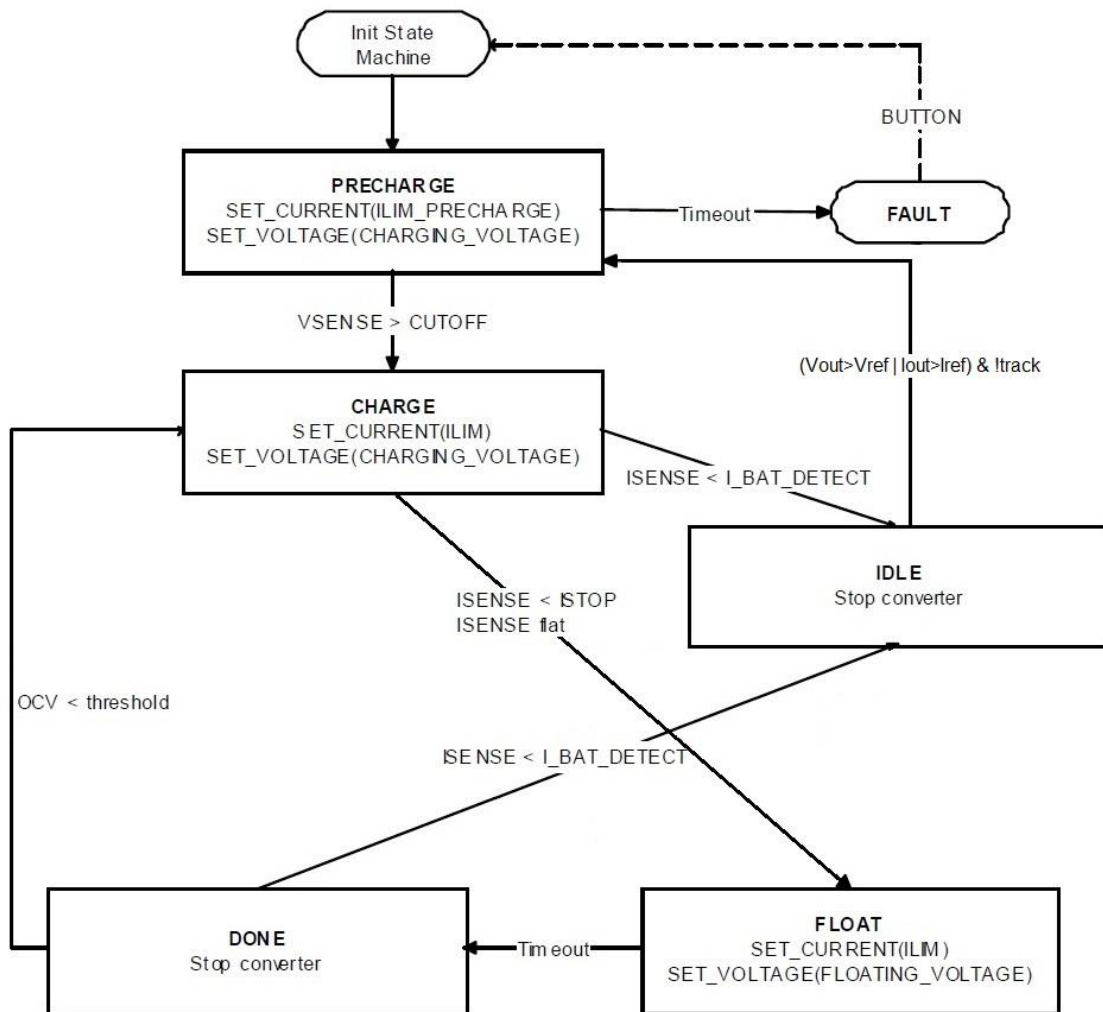 Init State
Machine
BUTTON
PRECHARGE
SET_CURRENT(ILIM_PRECHARGE)
SET_VOLTAGE(CHARGING_VOLTAGE)
Timeout
FAULT
VSENSE > CUTOFF
(Vout>Vref | Iout>Iref) & !track
CHARGE
SET_CURRENT(ILIM)
SET_VOLTAGE(CHARGING_VOLTAGE)
ISENSE < I_BAT_DETECT
IDLE
Stop converter
ISENSE < ISTOP
ISENSE flat
OCV < threshold
ISENSE < I_BAT_DETECT
DONE
Stop converter
Timeout
FLOAT
SET_CURRENT(ILIM)
SET_VOLTAGE(FLOATING_VOLTAGE)